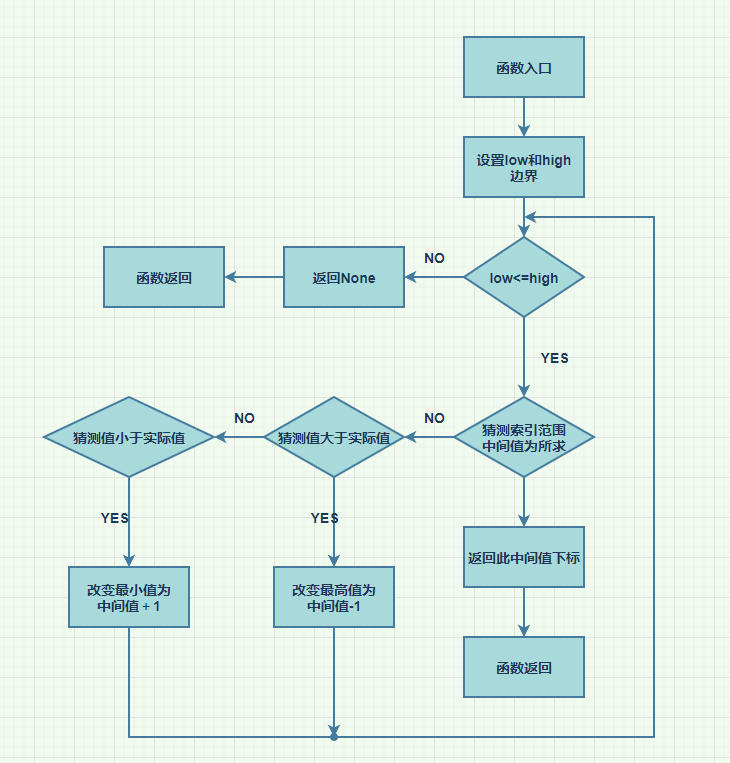 函数入口
设置low和high
边界
函数返回
返回None
NO
low<=high
YES
猜测值小于实际值
NO
猜测值大于实际值
NO
猜测索引范围
中间值为所求
YES
YES
返回此中间值下标
改变最小值为
中间值+1
改变最高值为
中间值-1
函数返回